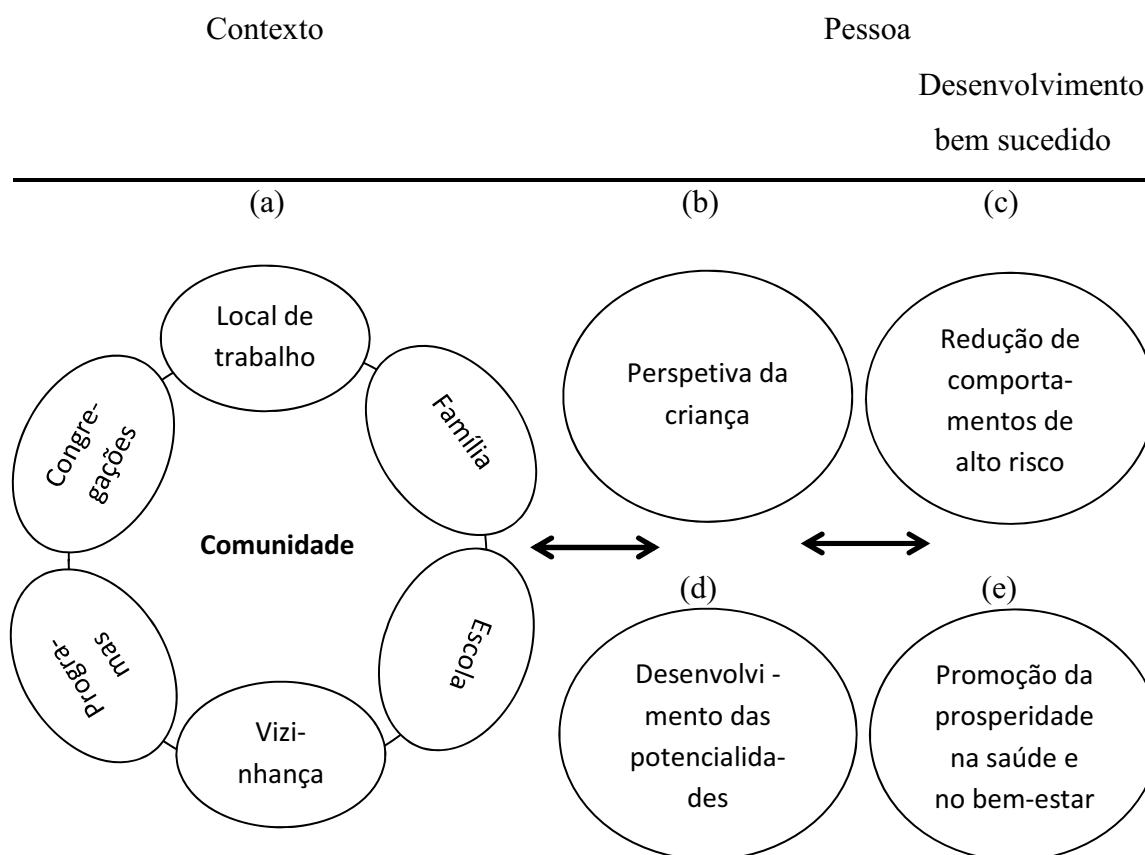 Contexto
Pessoa
Desenvolvimento
bem sucedido
(a)
(b)
(c)
Local de
trabalho
Família
Congre-
gações
Comunidade
Escola
Progra-
mas
Vizi-
nhança
Perspetiva da
criança
Redução de
comporta-
mentos de
alto risco
(d)
(e)
Desenvolvi -
mento das
potencialida-
des
Promoção da
prosperidade
na saúde e
no bem-estar